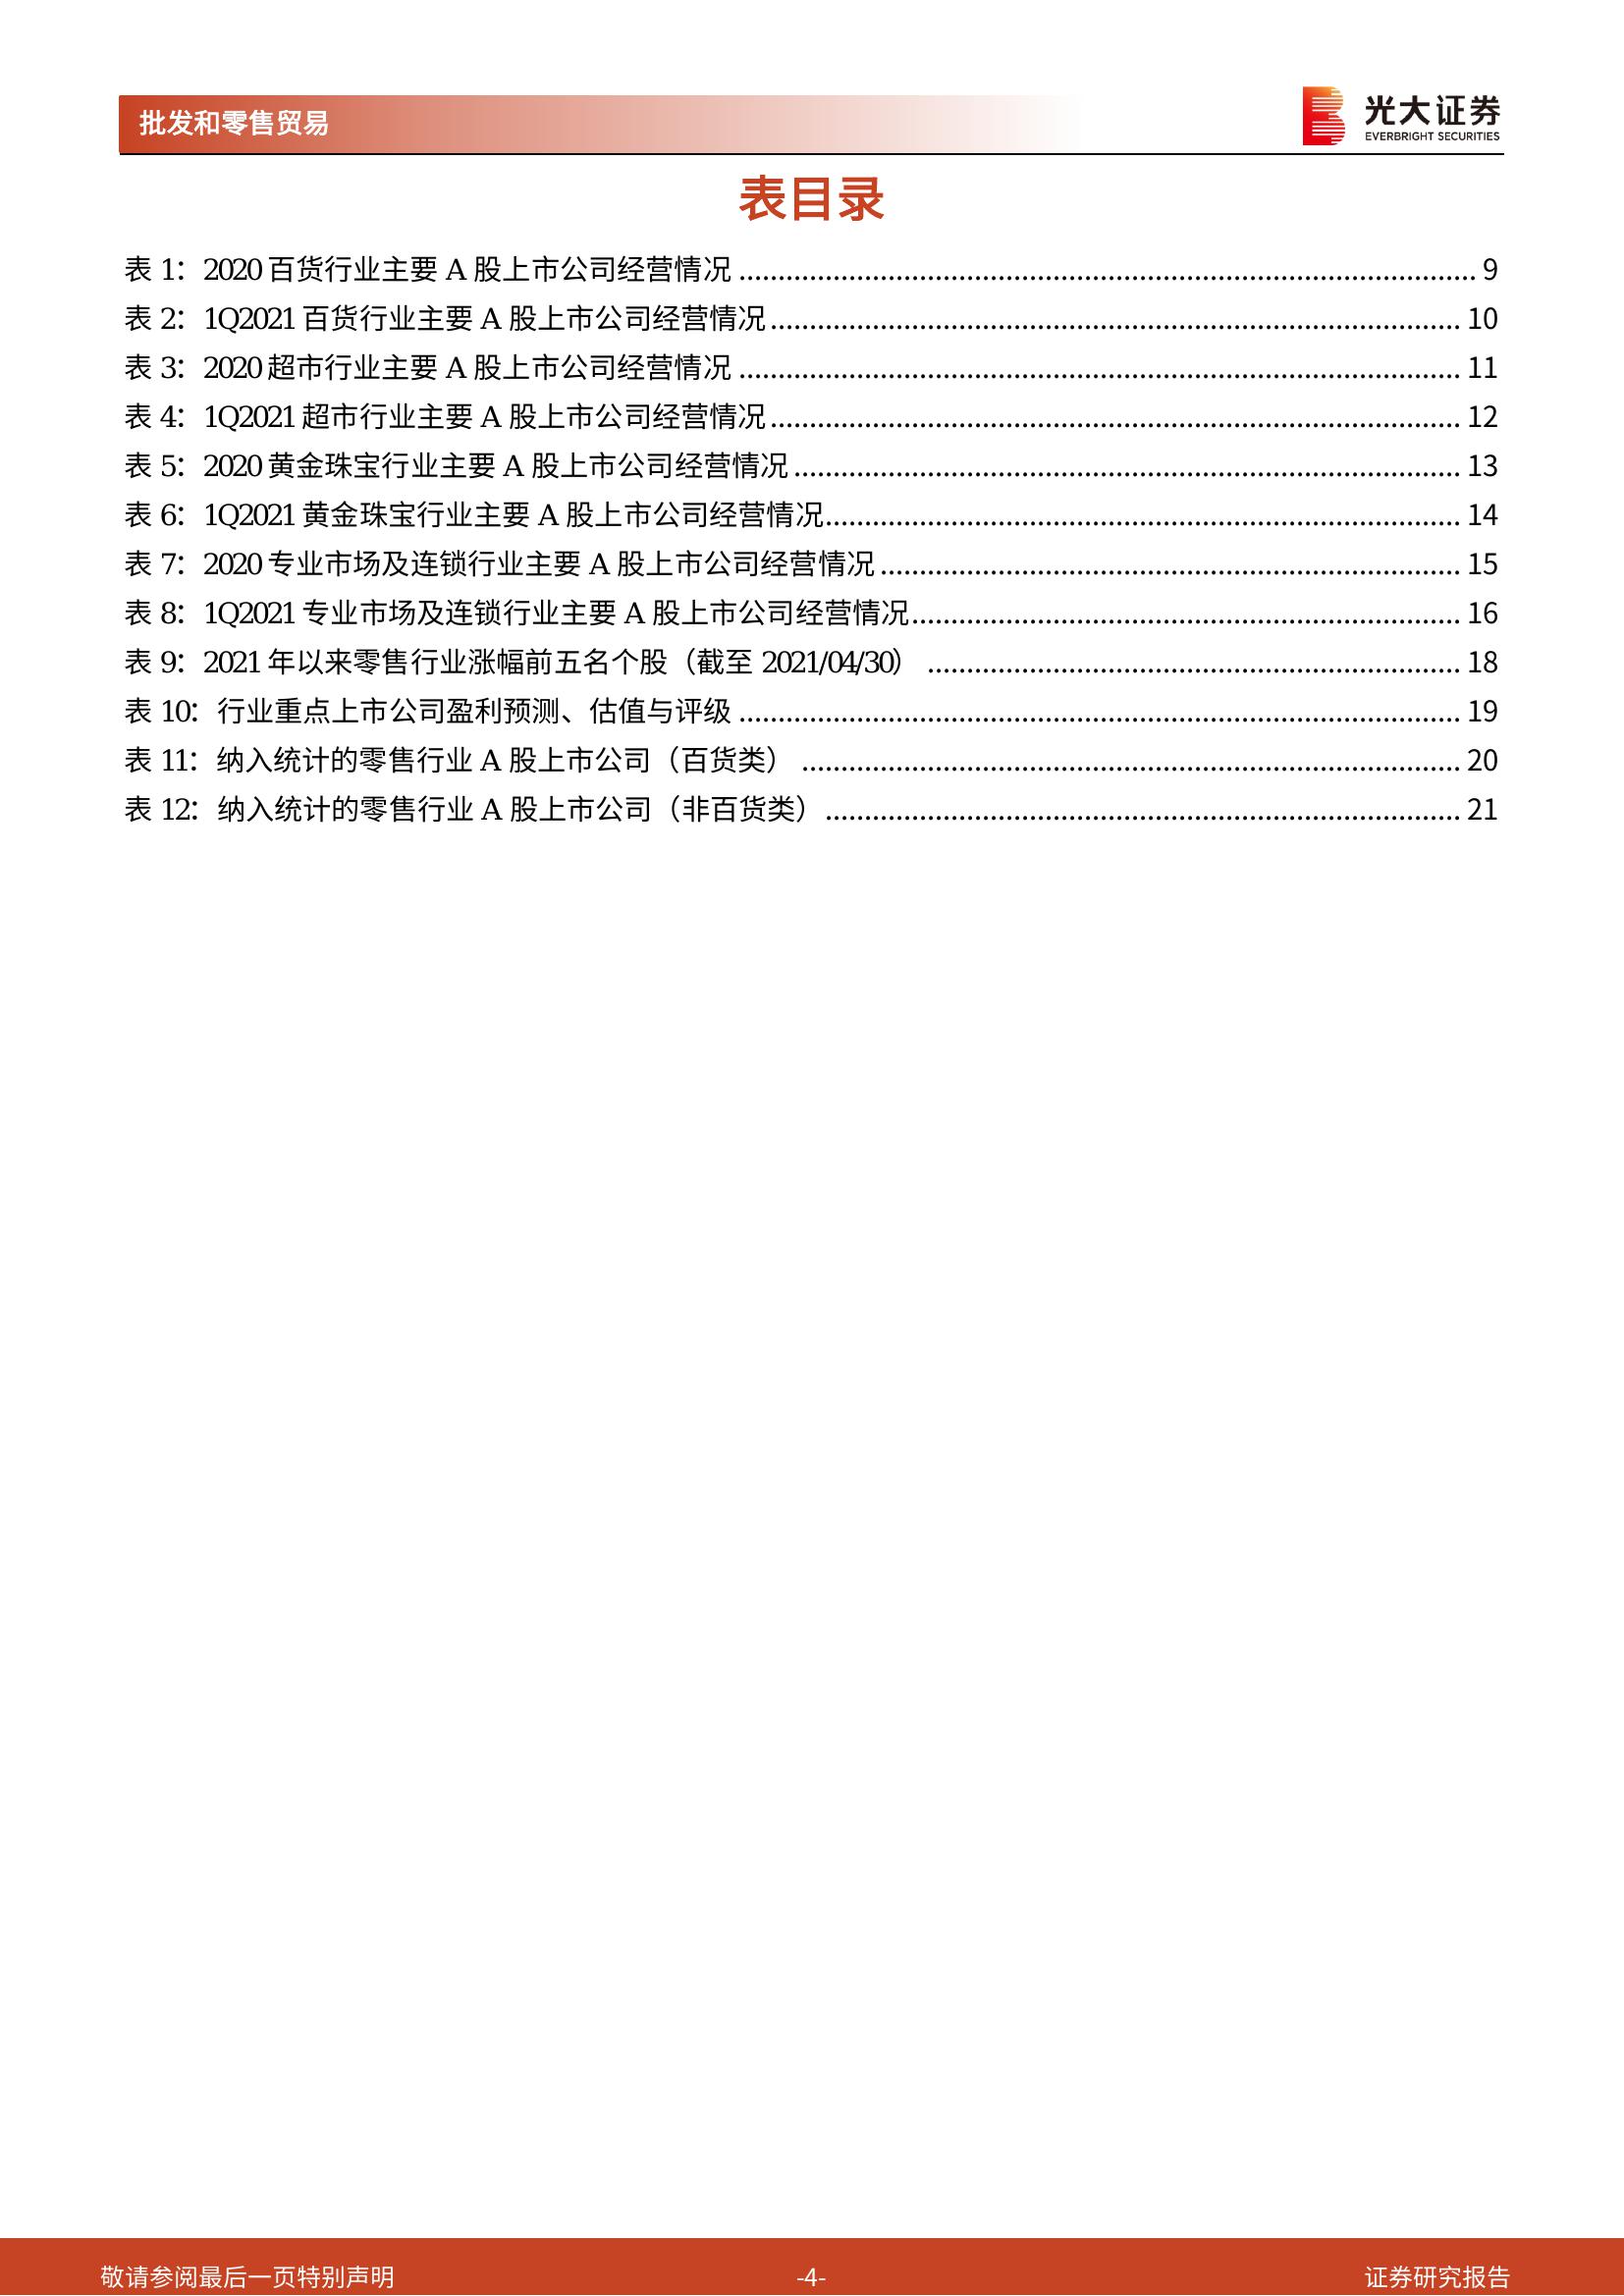 批发和零售贸易
光大证券
EVERBRIGHT SECURITIES
表目录
表 1：2020 百货行业主要 A 股上市公司经营情况 ........ 9
表 2：1Q2021 百货行业主要 A 股上市公司经营情况 ........ 10
表 3：2020 超市行业主要 A 股上市公司经营情况 ........ 11
表 4：1Q2021 超市行业主要 A 股上市公司经营情况 ........ 12
表 5：2020 黄金珠宝行业主要 A 股上市公司经营情况 ........ 13
表 6：1Q2021 黄金珠宝行业主要 A 股上市公司经营情况 ........ 14
表 7：2020 专业市场及连锁行业主要 A 股上市公司经营情况 ........ 15
表 8：1Q2021 专业市场及连锁行业主要 A 股上市公司经营情况 ........ 16
表 9：2021 年以来零售行业涨幅前五名个股（截至 2021/04/30） ........ 18
表 10：行业重点上市公司盈利预测、估值与评级 ........ 19
表 11：纳入统计的零售行业 A 股上市公司（百货类） ........ 20
表 12：纳入统计的零售行业 A 股上市公司（非百货类） ........ 21
敬请参阅最后一页特别声明
-4-
证券研究报告